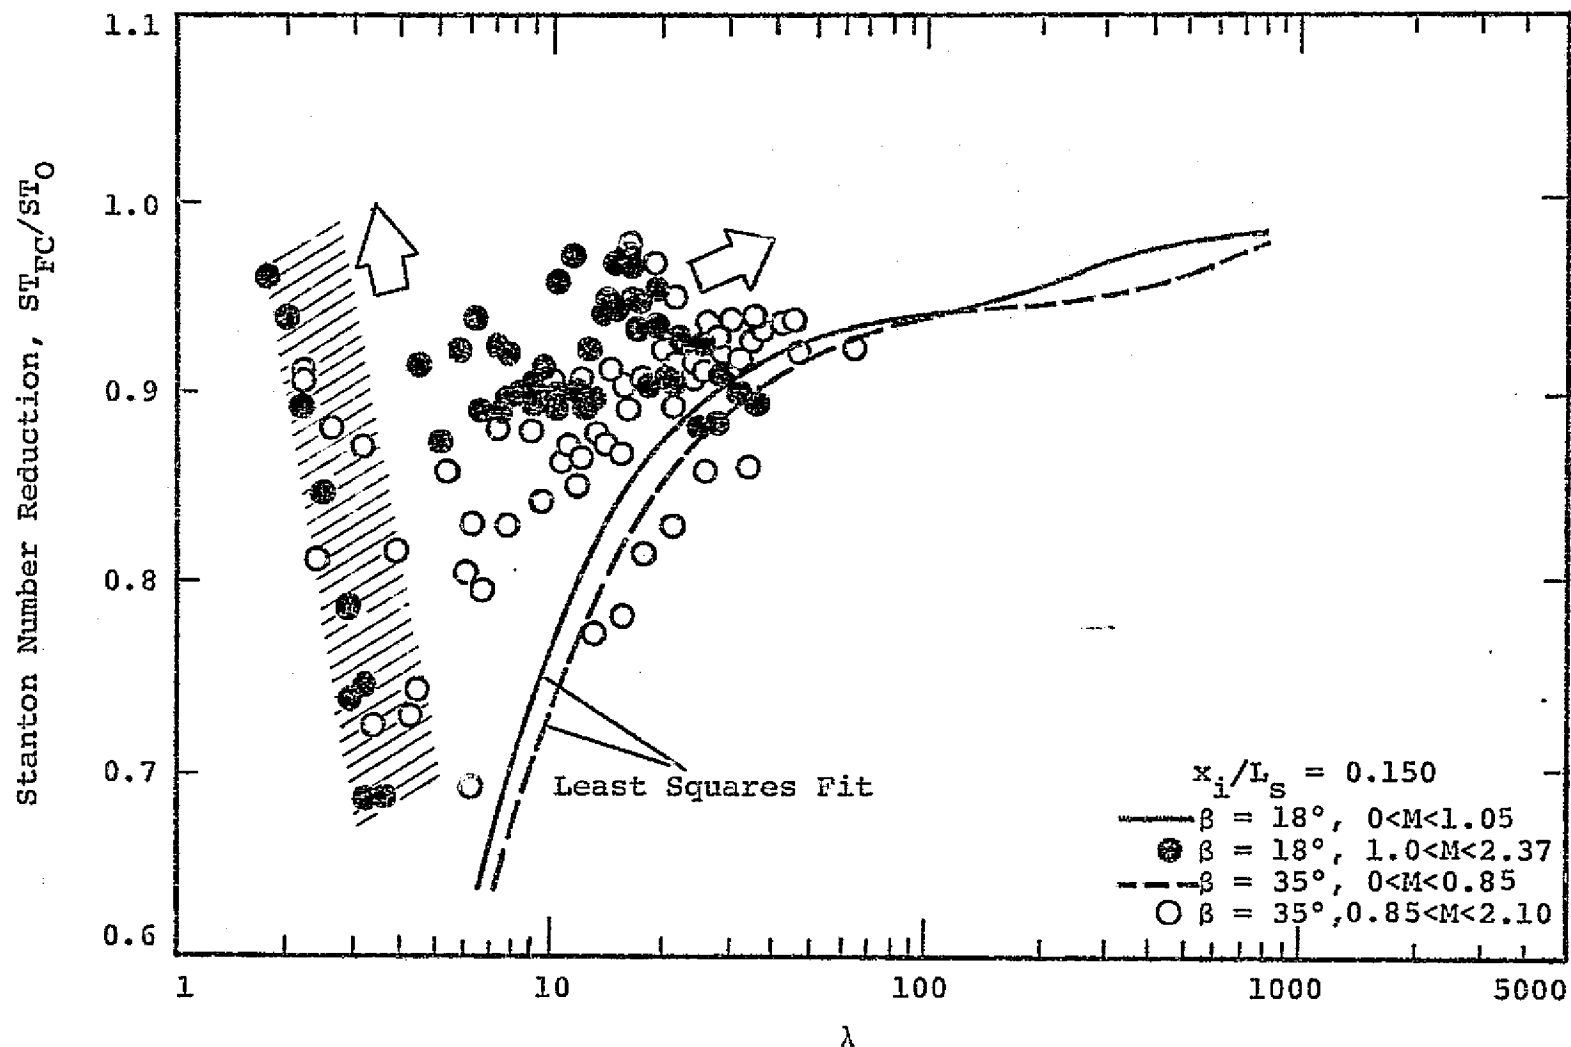 1.1
1.0
0.9
0.8
0.7
0.6
Stanton Number Reduction, ST_FC/ST_O
Least Squares Fit
x_i/L_s = 0.150
β = 18°, 0<M<1.05
β = 18°, 1.0<M<2.37
β = 35°, 0<M<0.85
β = 35°,0.85<M<2.10
1 10 100 1000 5000
λ